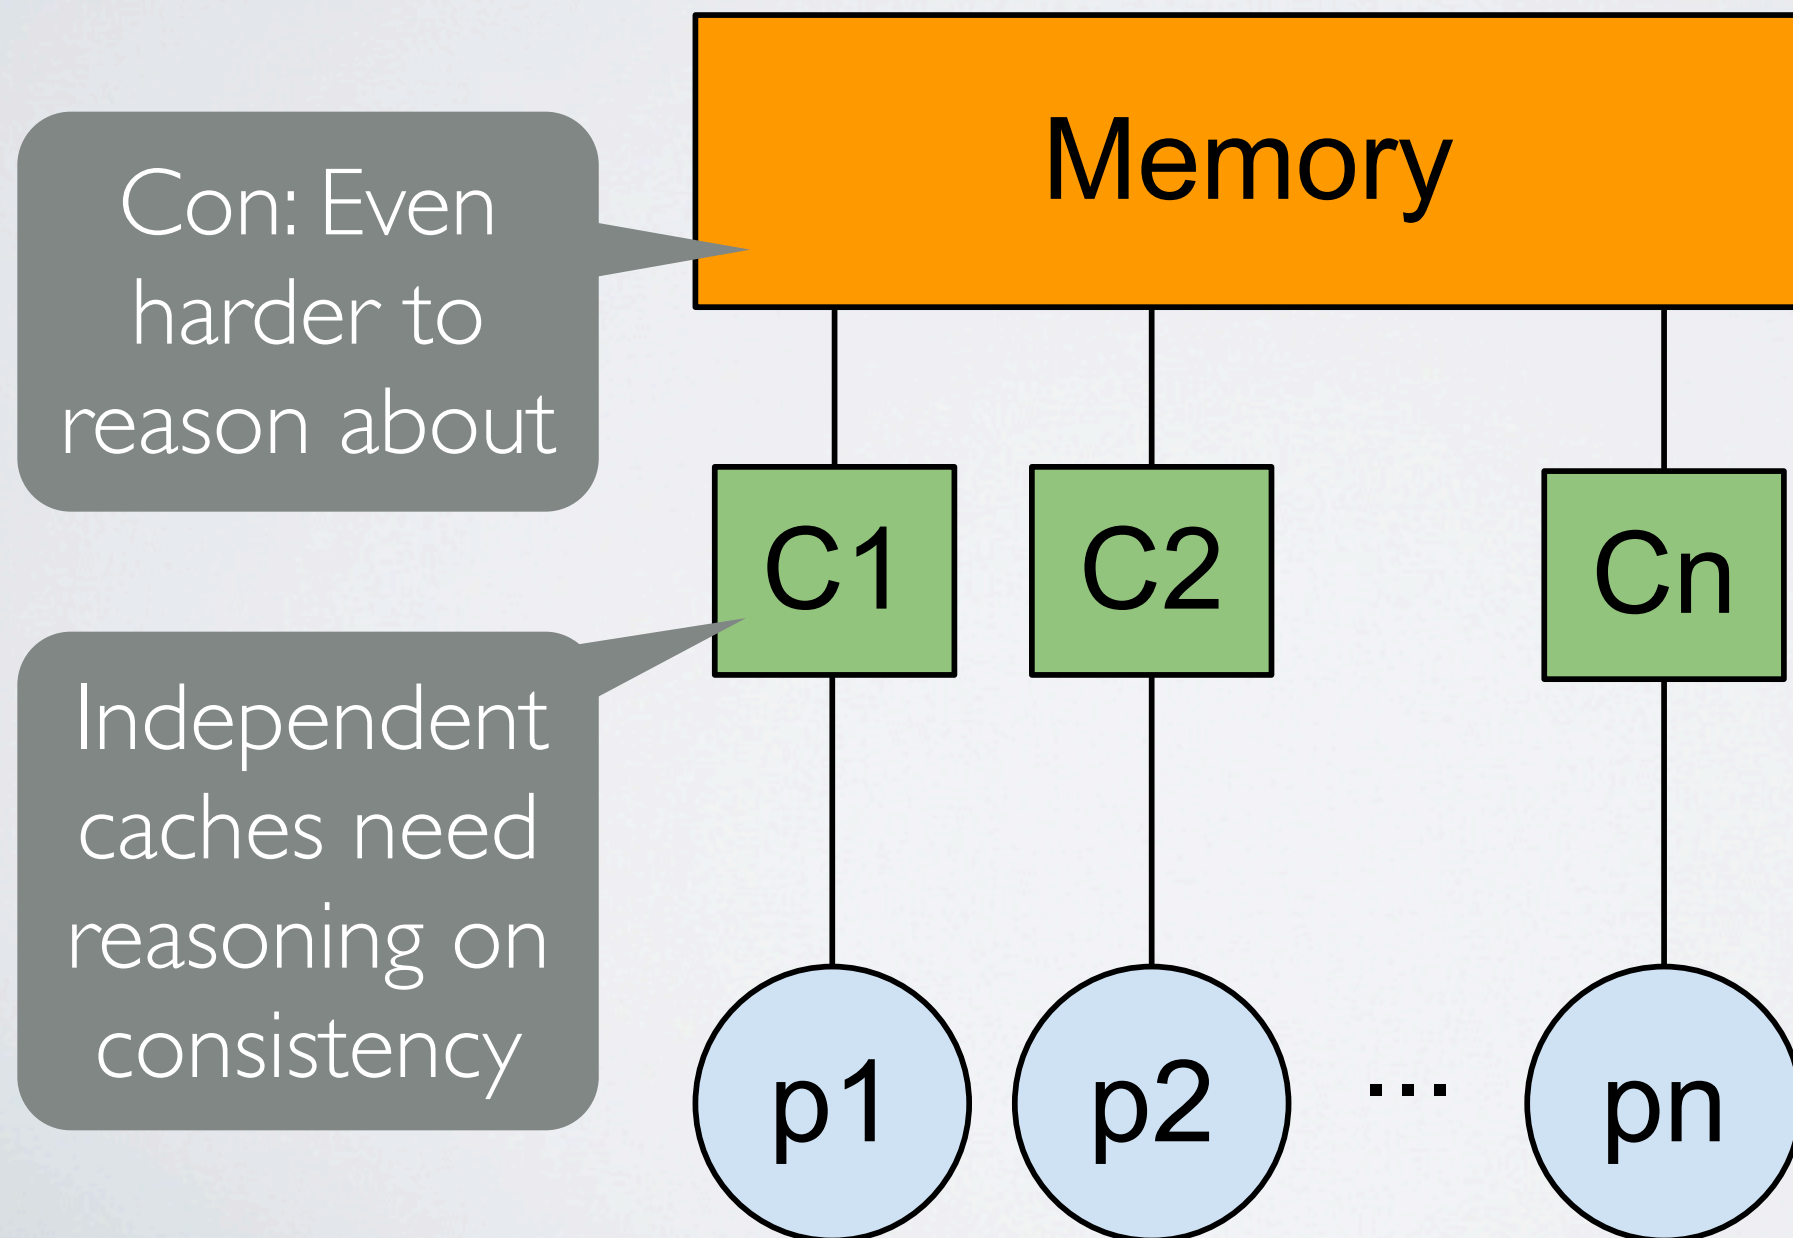 Memory
Con: Even
harder to
reason about
C1 C2 Cn
Independent
caches need
reasoning on
consistency
p1 p2 ... pn